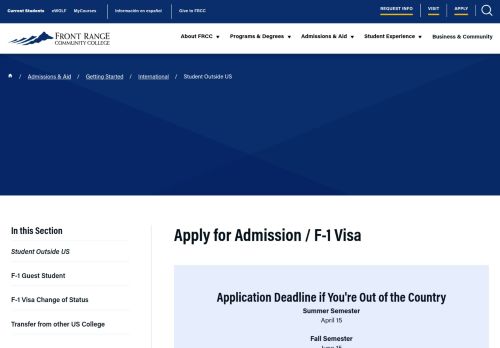 Current Students eWOLF MyCourses Información en español Give to FRCC REQUEST INFO VISIT APPLY
FRONT RANGE
COMMUNITY COLLEGE
About FRCC Programs & Degrees Admissions & Aid Student Experience Business & Community
/ Admissions & Aid / Getting Started / International / Student Outside US
In this Section
Student Outside US
F-1 Guest Student
F-1 Visa Change of Status
Transfer from other US College
Apply for Admission / F-1 Visa
Application Deadline if You're Out of the Country
Summer Semester
April 15
Fall Semester
June 15